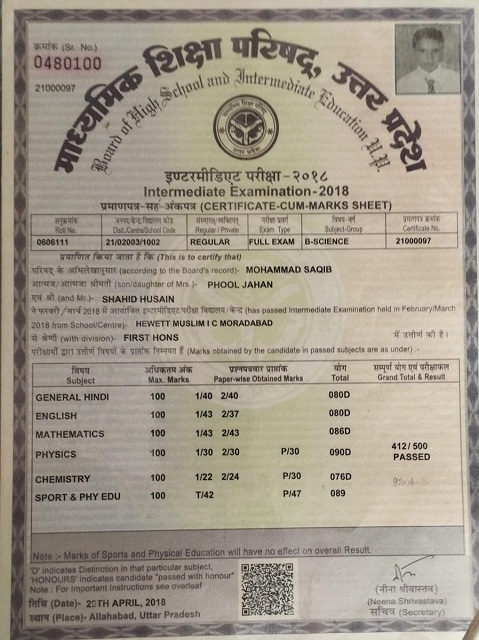 क्रमांक (Sr. No.)
0480100
21000097
माध्यमिक शिक्षा परिषद्, उत्तर प्रदेश
Board of High School and Intermediate Education U.P.
इण्टरमीडिएट परीक्षा-२०१८
Intermediate Examination-2018
प्रमाणपत्र-सह-अंकपत्र (CERTIFICATE-CUM-MARKS SHEET)
अनुक्रमांक जनपद/केन्द्र/विद्यालय कोड संस्थागत/व्यक्तिगत परीक्षा प्रकार विषय-वर्ग प्रमाणपत्र क्रमांक
Roll No. Dist./Centre/School Code Regular / Private Exam. Type Subject-Group Certificate No.
0606111 21/02003/1002 REGULAR FULL EXAM B-SCIENCE 21000097
प्रमाणित किया जाता है कि (This is to certify that)
परिषद के अभिलेखानुसार (according to the Board's record)- MOHAMMAD SAQIB
आत्मज/आत्मजा श्रीमती (son/daughter of Mrs.)- PHOOL JAHAN
एवं श्री (and Mr.)- SHAHID HUSAIN
ने फरवरी/मार्च 2018 में आयोजित इण्टरमीडिएट परीक्षा विद्यालय/केन्द्र (has passed Intermediate Examination held in February/March
2018 from School/Centre)- HEWETT MUSLIM I C MORADABAD
से श्रेणी (with division)- FIRST HONS में उत्तीर्ण की है।
परीक्षार्थी द्वारा उत्तीर्ण विषयों के प्राप्तांक निम्नवत हैं (Marks obtained by the candidate in passed subjects are as under) :-
विषय अधिकतम अंक प्रश्नपत्रवार प्राप्तांक योग सम्पूर्ण योग एवं परीक्षाफल
Subject Max. Marks Paper-wise Obtained Marks Total Grand Total & Result
GENERAL HINDI 100 1/40 2/40 080D
ENGLISH 100 1/43 2/37 080D
MATHEMATICS 100 1/43 2/43 086D
PHYSICS 100 1/30 2/30 P/30 090D 412/500
PASSED
CHEMISTRY 100 1/22 2/24 P/30 076D
SPORT & PHY EDU 100 T/42 P/47 089
Note :- Marks of Sports and Physical Education will have no effect on overall Result.
'D' indicates Distinction in that particular subject,
'HONOURS' indicates candidate "passed with honour"
Note : For Important Instructions see overleaf
तिथि (Date)- 29TH APRIL, 2018
स्थान (Place)- Allahabad, Uttar Pradesh
(नीना श्रीवास्तव)
(Neena Shrivastava)
सचिव (Secretary)